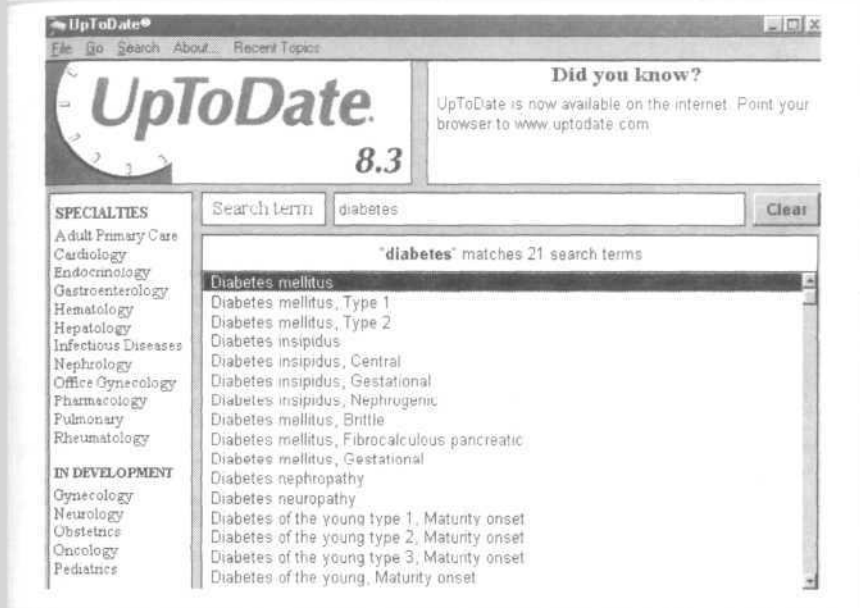 UpToDate®
File Go Search About... Recent Topics
UpToDate.
8.3
Did you know?
UpToDate is now available on the internet. Point your
browser to www.uptodate.com
SPECIALTIES
Adult Primary Care
Cardiology
Endocrinology
Gastroenterology
Hematology
Hepatology
Infectious Diseases
Nephrology
Office Gynecology
Pharmacology
Pulmonary
Rheumatology
IN DEVELOPMENT
Gynecology
Neurology
Obstetrics
Oncology
Pediatrics
Search term diabetes Clear
"diabetes" matches 21 search terms
Diabetes mellitus
Diabetes mellitus, Type 1
Diabetes mellitus, Type 2
Diabetes insipidus
Diabetes insipidus, Central
Diabetes insipidus, Gestational
Diabetes insipidus, Nephrogenic
Diabetes mellitus, Brittle
Diabetes mellitus, Fibrocalculous pancreatic
Diabetes mellitus, Gestational
Diabetes nephropathy
Diabetes neuropathy
Diabetes of the young type 1, Maturity onset
Diabetes of the young type 2, Maturity onset
Diabetes of the young type 3, Maturity onset
Diabetes of the young, Maturity onset